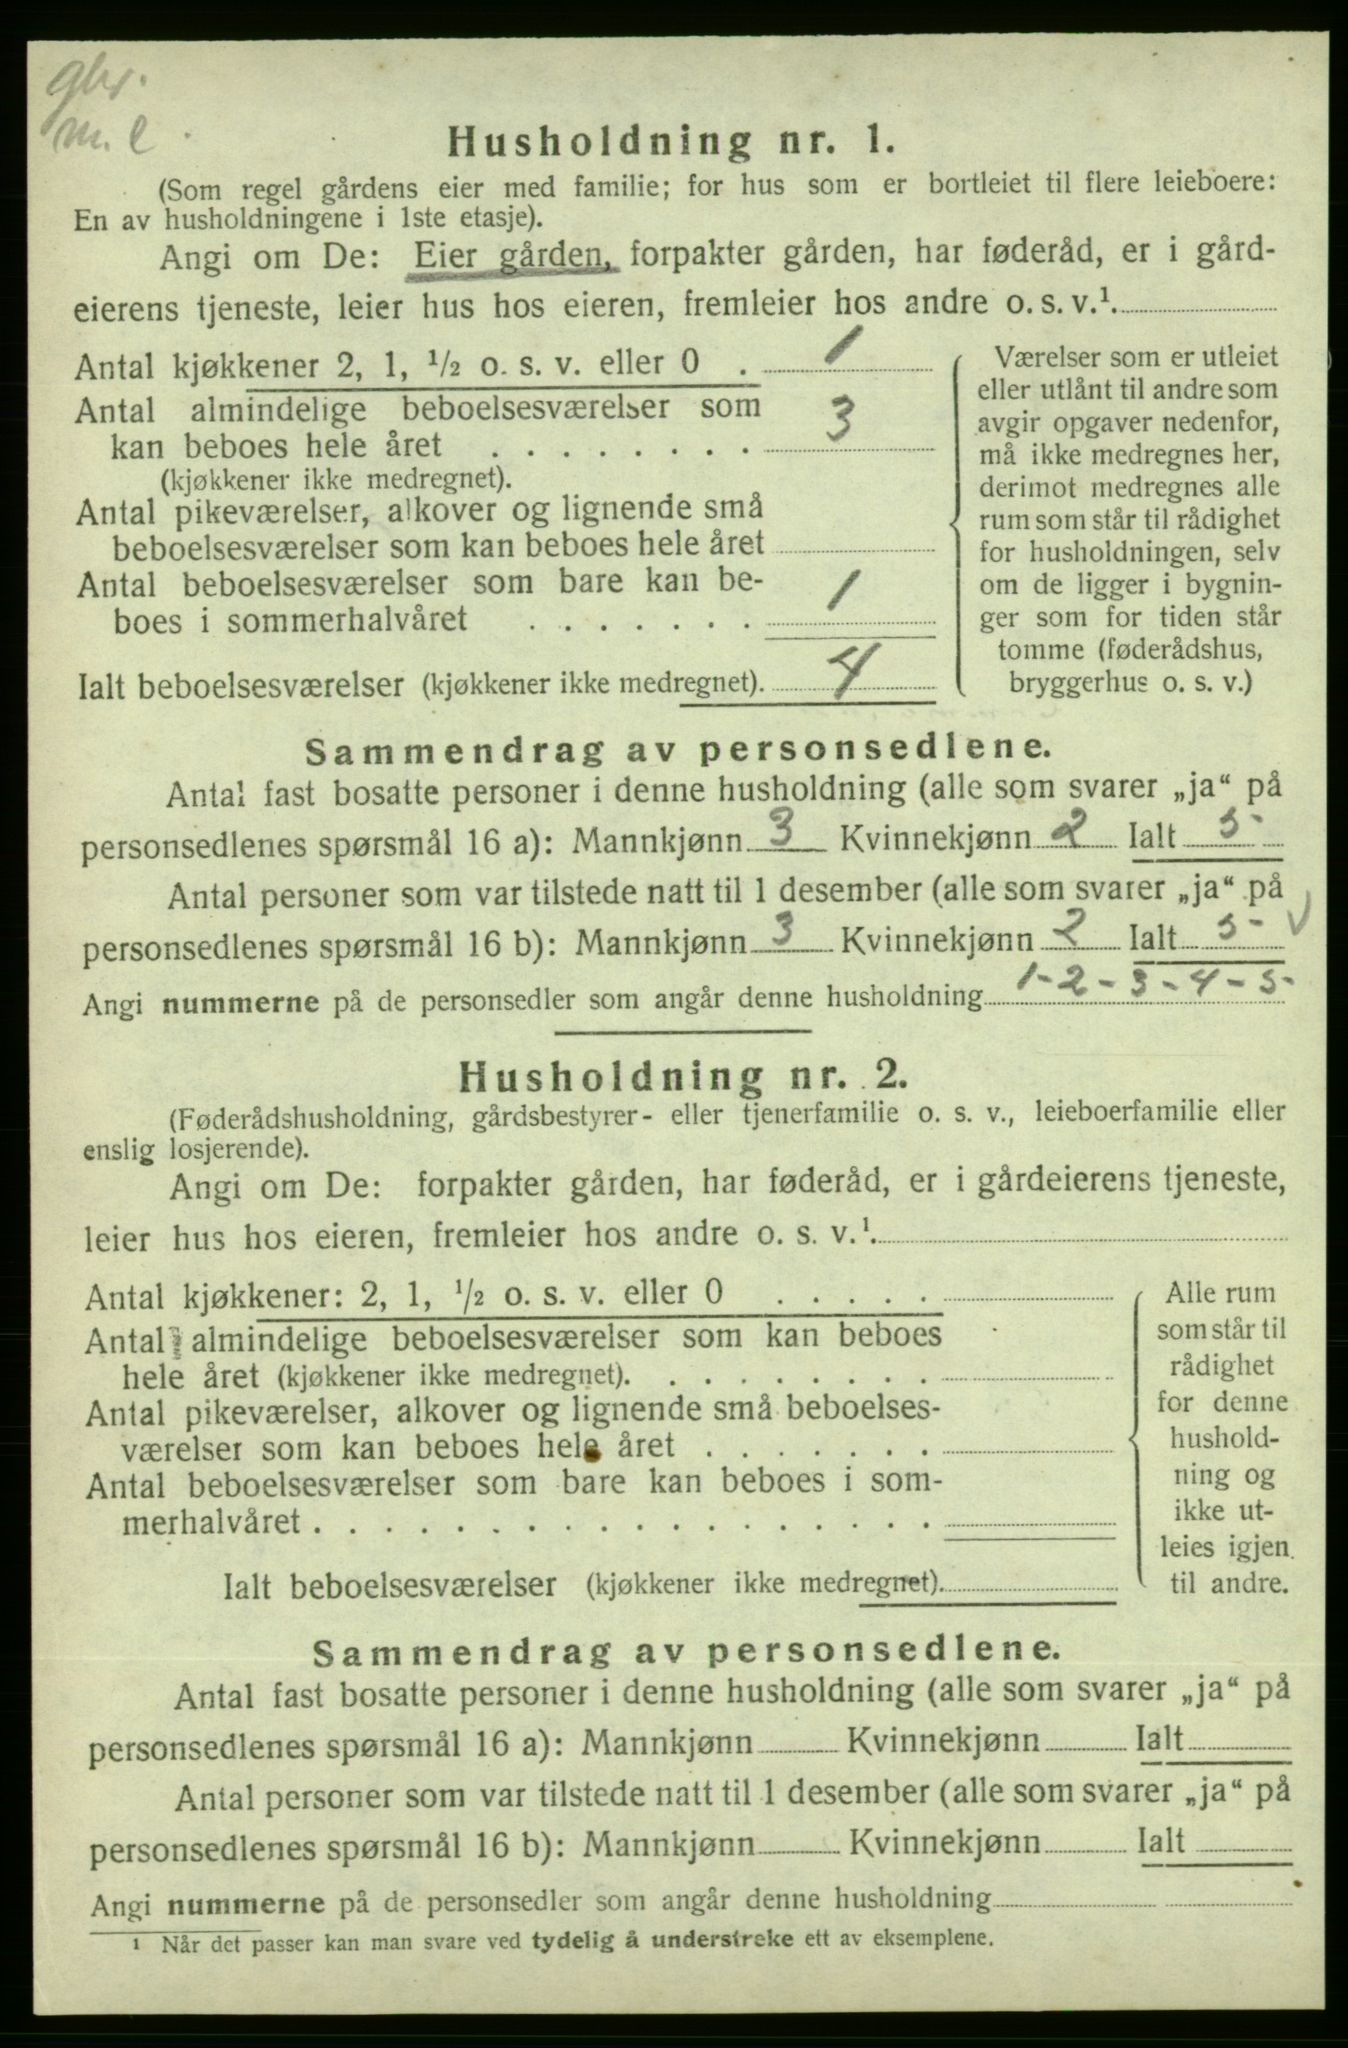 gbr.
m. e
Husholdning nr. 1.
(Som regel gårdens eier med familie; for hus som er bortleiet til flere leieboere:
En av husholdningene i 1ste etasje).
Angi om De: Eier gården, forpakter gården, har føderåd, er i gård-
eierens tjeneste, leier hus hos eieren, fremleier hos andre o. s. v.¹.
Antal kjøkkener 2, 1, ½ o. s. v. eller 0 . 1
Antal almindelige beboelsesværelser som
kan beboes hele året . . . . . . . . 3
(kjøkkener ikke medregnet).
Antal pikeværelser, alkover og lignende små
beboelsesværelser som kan beboes hele året
Antal beboelsesværelser som bare kan be-
boes i sommerhalvåret . . . . . . . 1
Ialt beboelsesværelser (kjøkkener ikke medregnet). 4
Værelser som er utleiet
eller utlånt til andre som
avgir opgaver nedenfor,
må ikke medregnes her,
derimot medregnes alle
rum som står til rådighet
for husholdningen, selv
om de ligger i bygnin-
ger som for tiden står
tomme (føderådshus,
bryggerhus o. s. v.)
Sammendrag av personsedlene.
Antal fast bosatte personer i denne husholdning (alle som svarer „ja“ på
personsedlenes spørsmål 16 a): Mannkjønn 3 Kvinnekjønn 2 Ialt 5-
Antal personer som var tilstede natt til 1 desember (alle som svarer „ja“ på
personsedlenes spørsmål 16 b): Mannkjønn 3 Kvinnekjønn 2 Ialt 5- √
Angi nummerne på de personsedler som angår denne husholdning 1-2-3-4-5-
Husholdning nr. 2.
(Føderådshusholdning, gårdsbestyrer- eller tjenerfamilie o. s. v., leieboerfamilie eller
enslig losjerende).
Angi om De: forpakter gården, har føderåd, er i gårdeierens tjeneste,
leier hus hos eieren, fremleier hos andre o. s. v.¹.
Antal kjøkkener: 2, 1, ½ o. s. v. eller 0 . . . . .
Antal almindelige beboelsesværelser som kan beboes
hele året (kjøkkener ikke medregnet). . . . . . . . .
Antal pikeværelser, alkover og lignende små beboelses-
værelser som kan beboes hele året . . . . . . .
Antal beboelsesværelser som bare kan beboes i som-
merhalvåret . . . . . . . . . . . . . . . . . .
Ialt beboelsesværelser (kjøkkener ikke medregnet).
Alle rum
som står til
rådighet
for denne
hushold-
ning og
ikke ut-
leies igjen
til andre.
Sammendrag av personsedlene.
Antal fast bosatte personer i denne husholdning (alle som svarer „ja“ på
personsedlenes spørsmål 16 a): Mannkjønn Kvinnekjønn Ialt
Antal personer som var tilstede natt til 1 desember (alle som svarer „ja“ på
personsedlenes spørsmål 16 b): Mannkjønn Kvinnekjønn Ialt
Angi nummerne på de personsedler som angår denne husholdning
¹ Når det passer kan man svare ved tydelig å understreke ett av eksemplene.